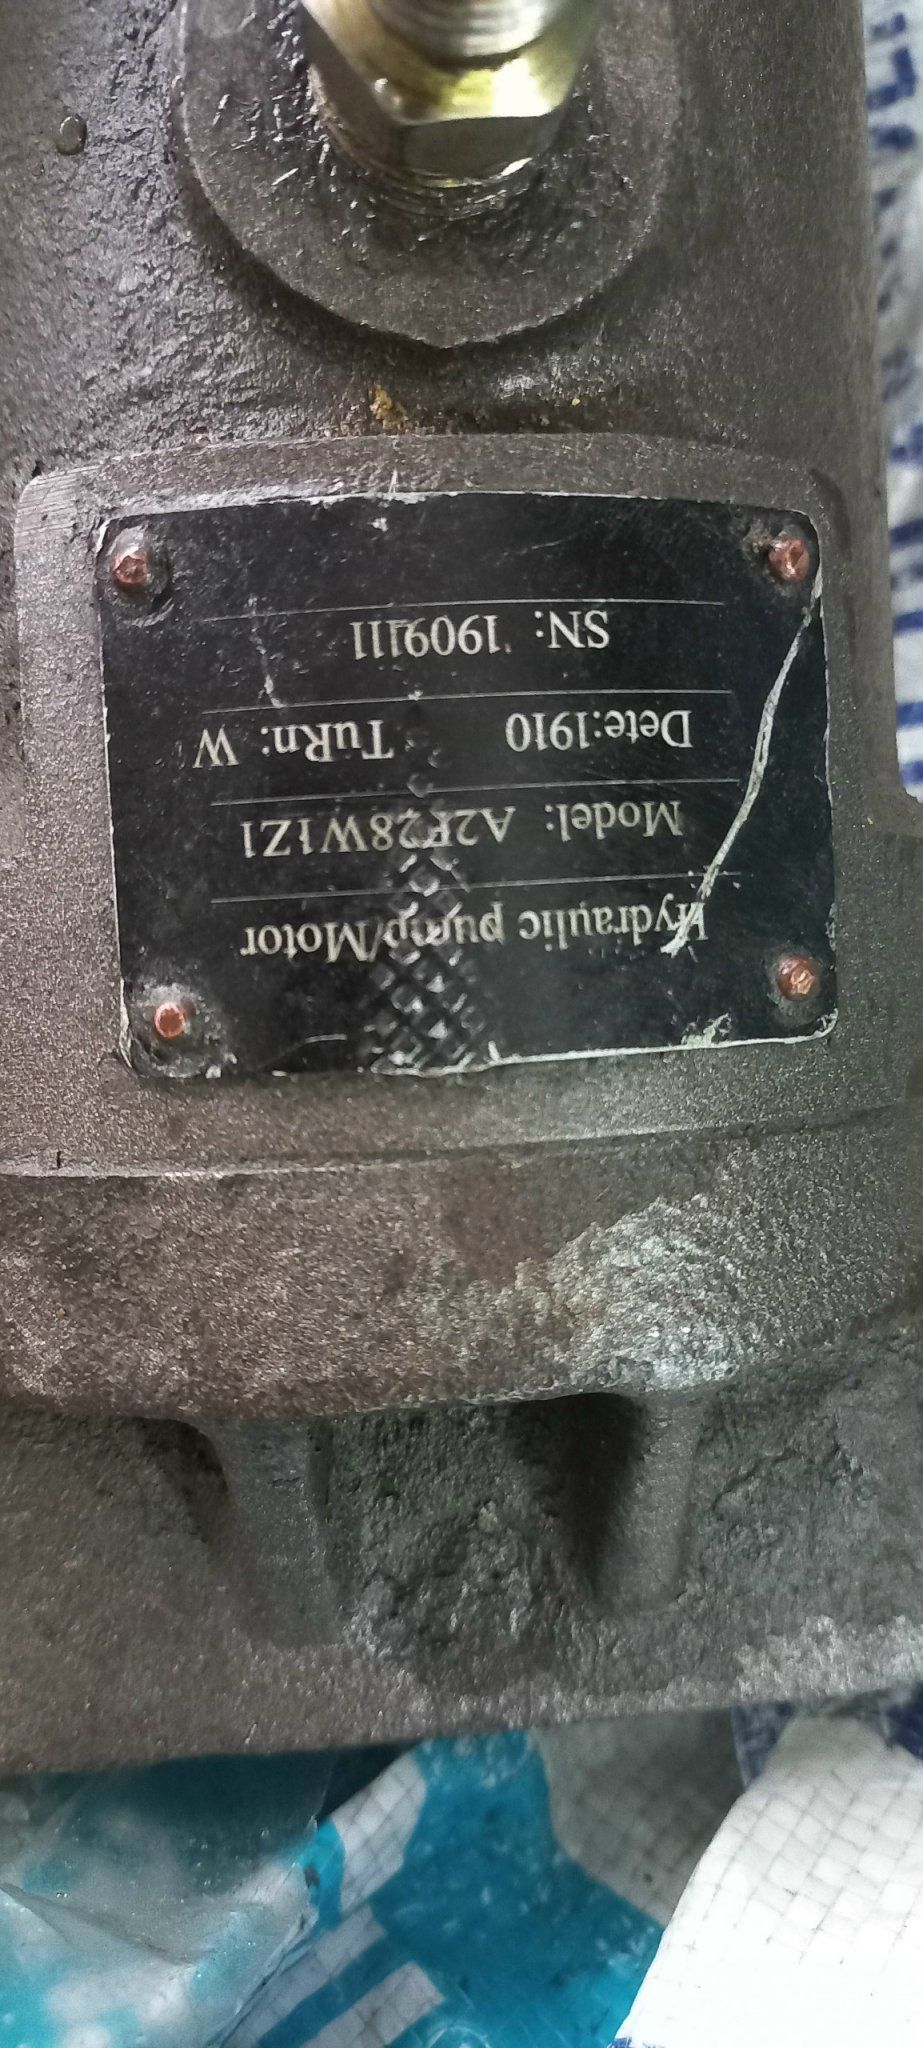 Hydraulic pump/Motor
Model: A2F28W1Z1
Dete:1910 TuRn: W
SN: 1909111